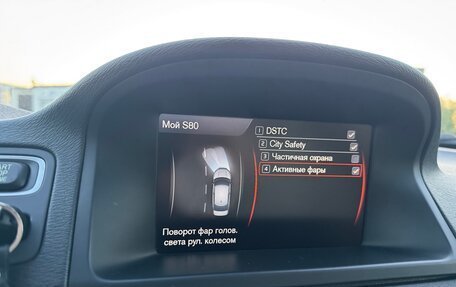 Мой S80
1 DSTC
2 City Safety
3 Частичная охрана
4 Активные фары
Поворот фар голов.
света рул. колесом
START